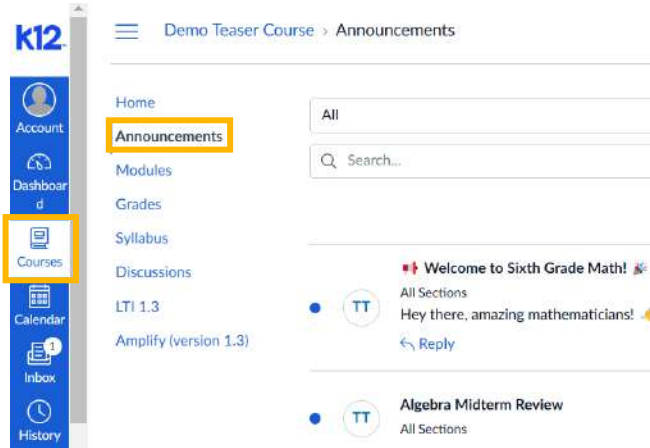 K12
Demo Teaser Course › Announcements
Account
Dashboar
d
Courses
Calendar
1
Inbox
History
Home
Announcements
Modules
Grades
Syllabus
Discussions
LTI 1.3
Amplify (version 1.3)
All
Search...
Welcome to Sixth Grade Math!
All Sections
TT
Hey there, amazing mathematicians!
Reply
Algebra Midterm Review
TT
All Sections